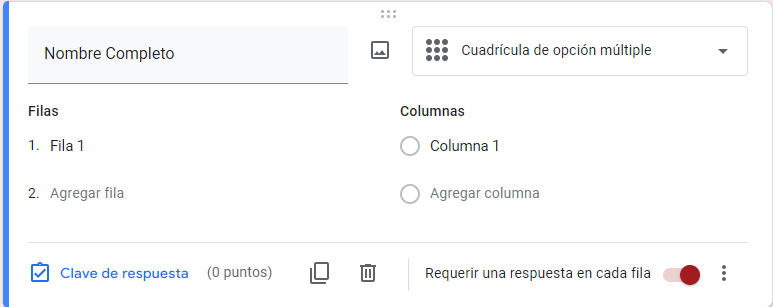 Nombre Completo
Cuadrícula de opción múltiple
Filas
Columnas
1. Fila 1
Columna 1
2. Agregar fila
Agregar columna
Clave de respuesta (0 puntos)
Requerir una respuesta en cada fila